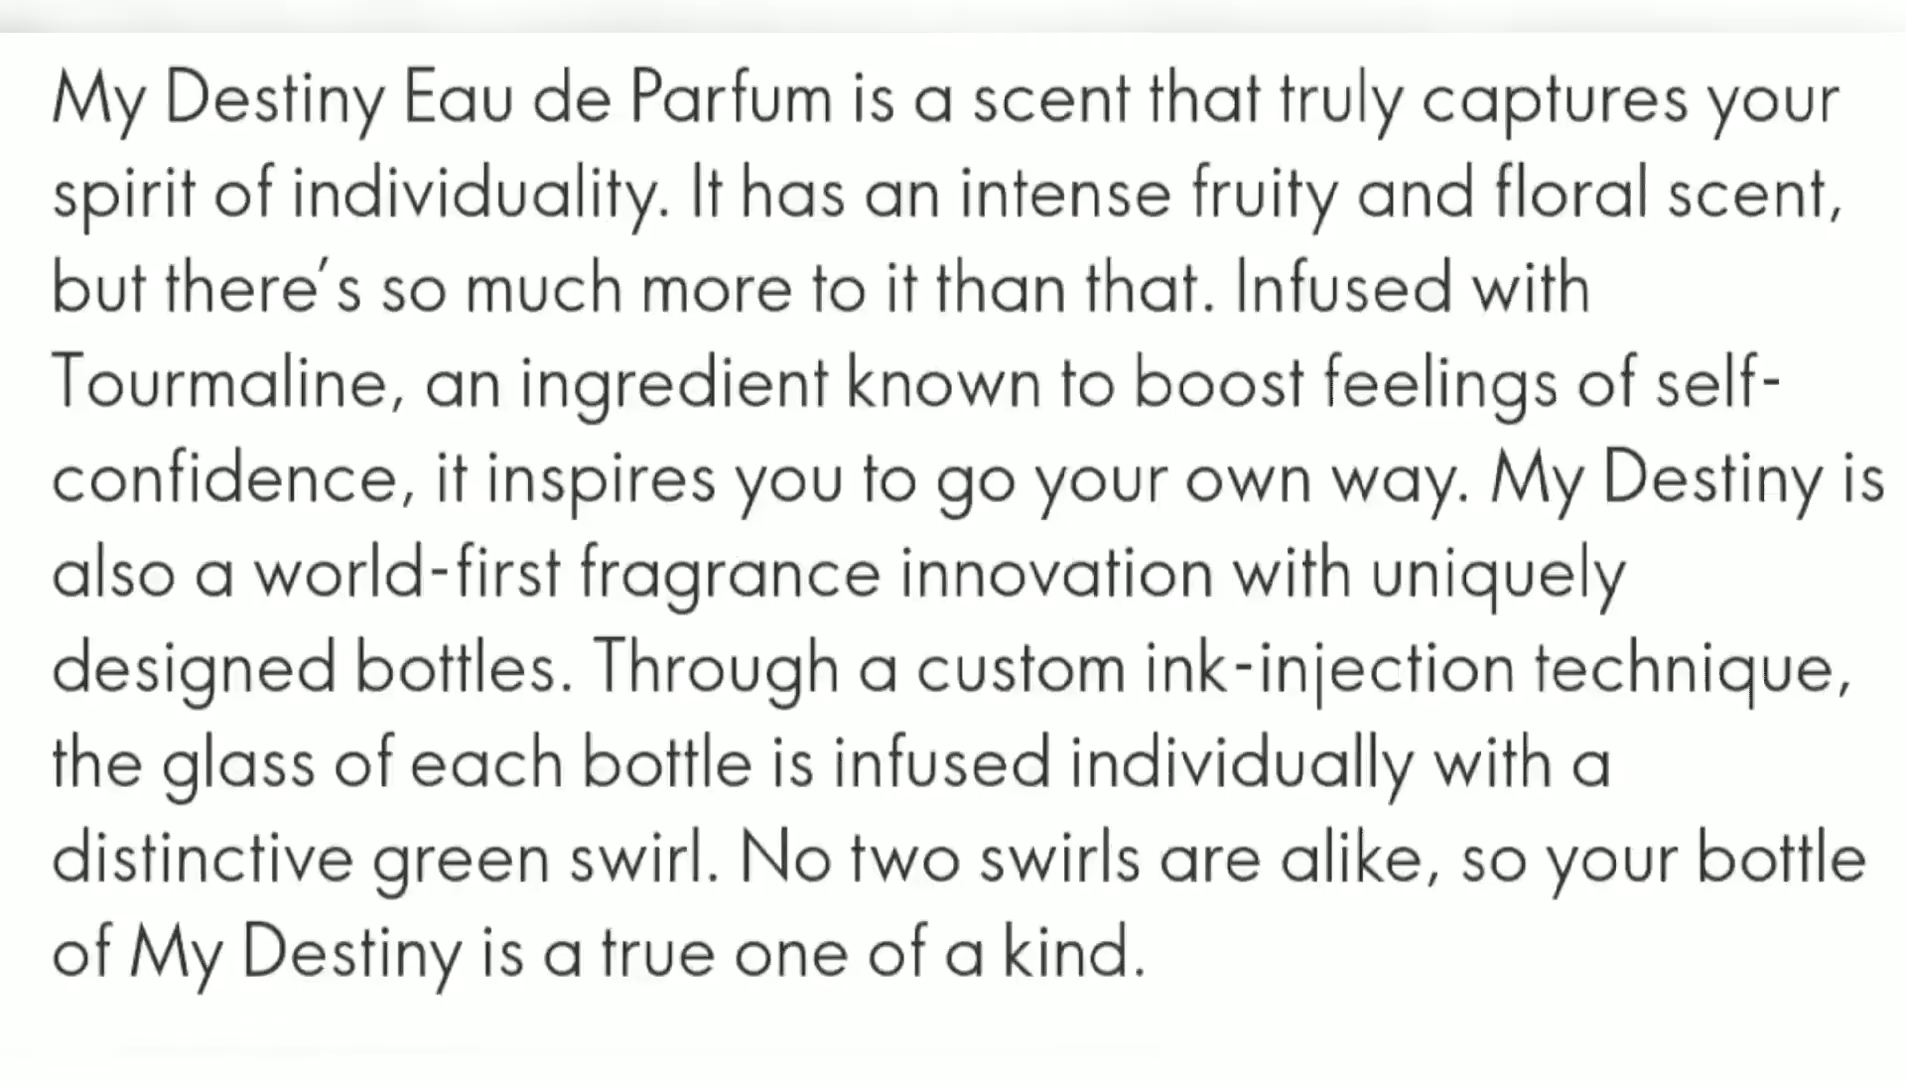 My Destiny Eau de Parfum is a scent that truly captures your
spirit of individuality. It has an intense fruity and floral scent,
but there’s so much more to it than that. Infused with
Tourmaline, an ingredient known to boost feelings of self-
confidence, it inspires you to go your own way. My Destiny is
also a world-first fragrance innovation with uniquely
designed bottles. Through a custom ink-injection technique,
the glass of each bottle is infused individually with a
distinctive green swirl. No two swirls are alike, so your bottle
of My Destiny is a true one of a kind.